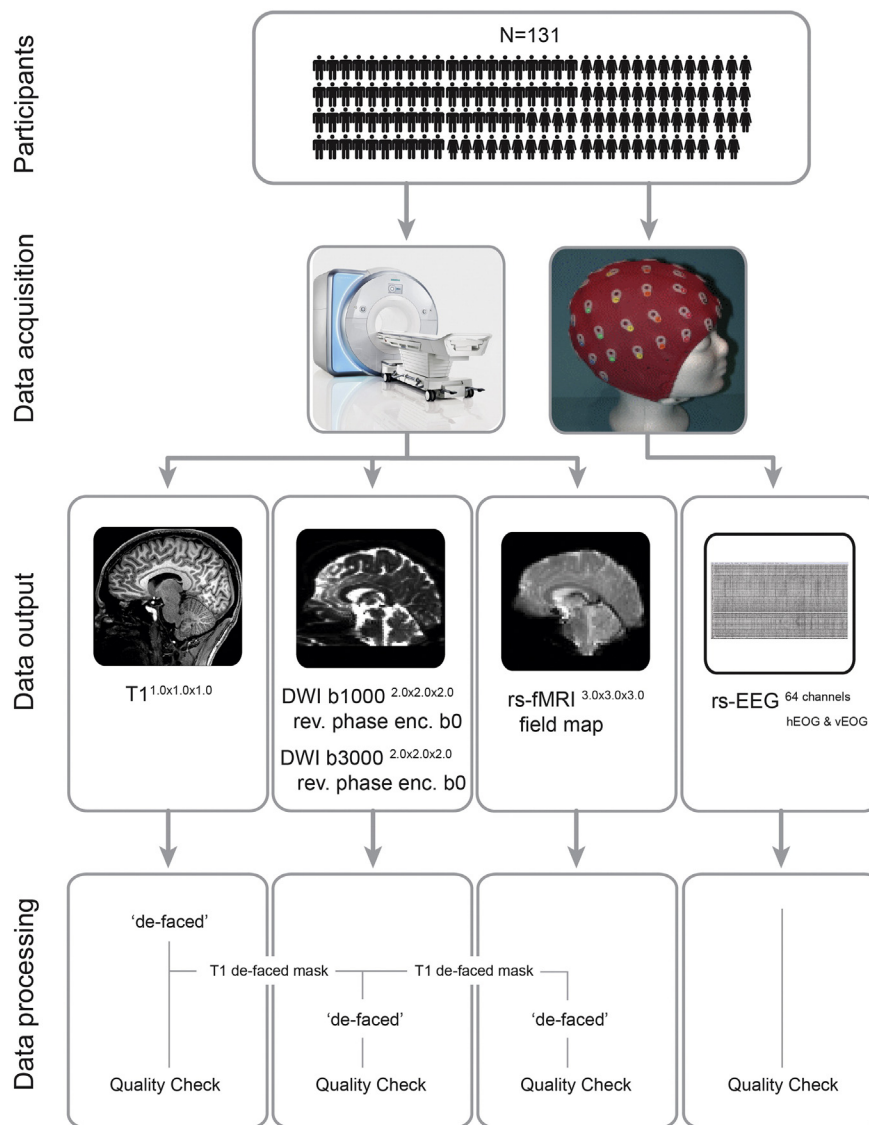 Participants
N=131
Data acquisition
Data output
T1 1.0x1.0x1.0
DWI b1000 2.0x2.0x2.0
rev. phase enc. b0
DWI b3000 2.0x2.0x2.0
rev. phase enc. b0
rs-fMRI 3.0x3.0x3.0
field map
rs-EEG 64 channels
hEOG & vEOG
Data processing
‘de-faced’
T1 de-faced mask
T1 de-faced mask
‘de-faced’
‘de-faced’
Quality Check
Quality Check
Quality Check
Quality Check